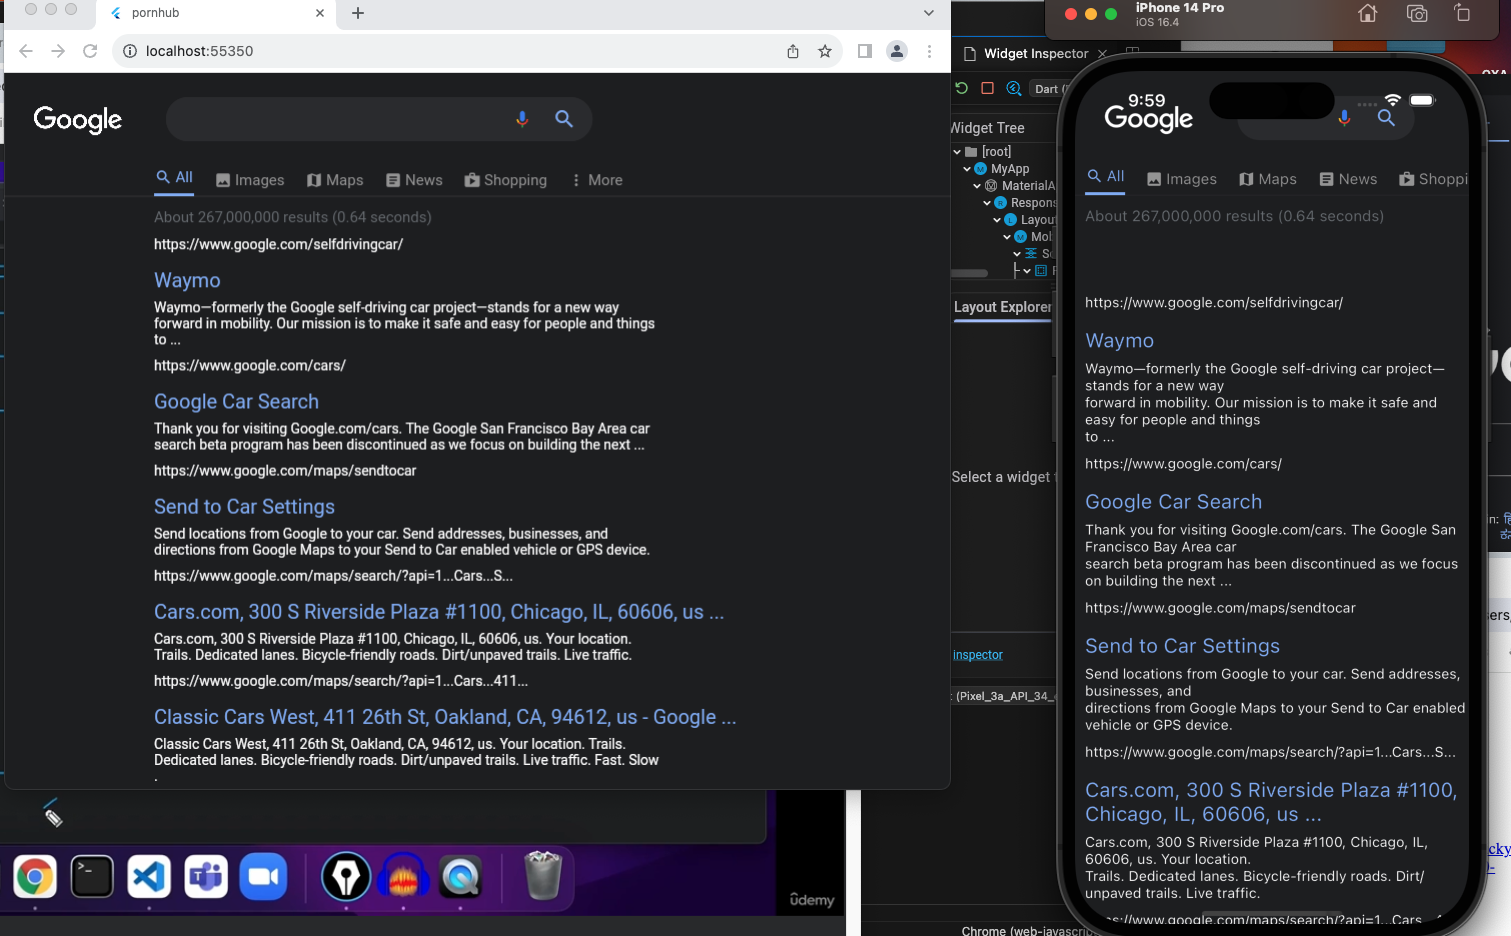 pornhub
localhost:55350
Google
All
Images
Maps
News
Shopping
More
About 267,000,000 results (0.64 seconds)
https://www.google.com/selfdrivingcar/
Waymo
Waymo—formerly the Google self-driving car project—stands for a new way
forward in mobility. Our mission is to make it safe and easy for people and things
to ...
https://www.google.com/cars/
Google Car Search
Thank you for visiting Google.com/cars. The Google San Francisco Bay Area car
search beta program has been discontinued as we focus on building the next ...
https://www.google.com/maps/sendtocar
Send to Car Settings
Send locations from Google to your car. Send addresses, businesses, and
directions from Google Maps to your Send to Car enabled vehicle or GPS device.
https://www.google.com/maps/search/?api=1...Cars...S...
Cars.com, 300 S Riverside Plaza #1100, Chicago, IL, 60606, us ...
Cars.com, 300 S Riverside Plaza #1100, Chicago, IL, 60606, us. Your location.
Trails. Dedicated lanes. Bicycle-friendly roads. Dirt/unpaved trails. Live traffic.
https://www.google.com/maps/search/?api=1...Cars...411...
Classic Cars West, 411 26th St, Oakland, CA, 94612, us - Google ...
Classic Cars West, 411 26th St, Oakland, CA, 94612, us. Your location. Trails.
Dedicated lanes. Bicycle-friendly roads. Dirt/unpaved trails. Live traffic. Fast. Slow
.
ûdemy
Widget Inspector
Dart (
Widget Tree
[root]
MyApp
MaterialA
Respon
Layou
Mob
Layout Explorer
Select a widget
inspector
(Pixel_3a_API_34_
Chrome (web-javascrip
iPhone 14 Pro
iOS 16.4
9:59
Google
All
Images
Maps
News
Shoppi
About 267,000,000 results (0.64 seconds)
https://www.google.com/selfdrivingcar/
Waymo
Waymo—formerly the Google self-driving car project—
stands for a new way
forward in mobility. Our mission is to make it safe and
easy for people and things
to ...
https://www.google.com/cars/
Google Car Search
Thank you for visiting Google.com/cars. The Google San
Francisco Bay Area car
search beta program has been discontinued as we focus
on building the next ...
https://www.google.com/maps/sendtocar
Send to Car Settings
Send locations from Google to your car. Send addresses,
businesses, and
directions from Google Maps to your Send to Car enabled
vehicle or GPS device.
https://www.google.com/maps/search/?api=1...Cars...S...
Cars.com, 300 S Riverside Plaza #1100,
Chicago, IL, 60606, us ...
Cars.com, 300 S Riverside Plaza #1100, Chicago, IL,
60606, us. Your location.
Trails. Dedicated lanes. Bicycle-friendly roads. Dirt/
unpaved trails. Live traffic.
https://www.google.com/maps/search/?api=1...Cars